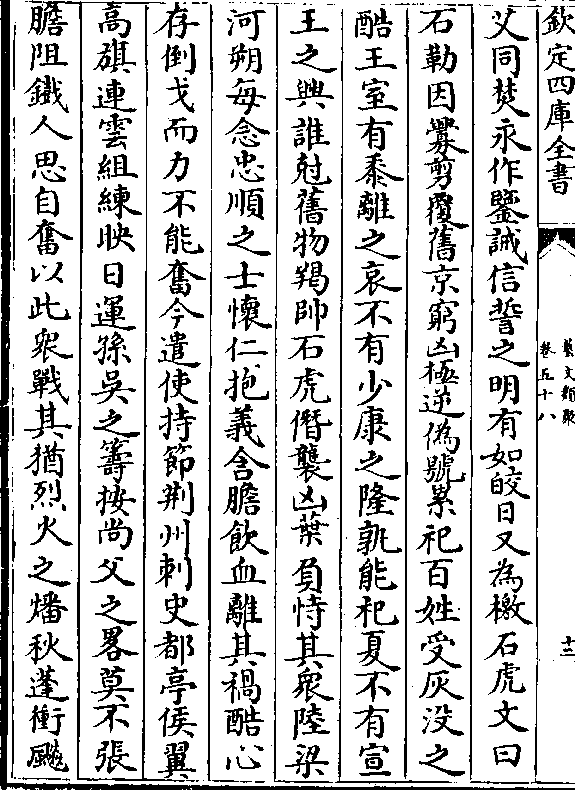 欽定四庫全書
藝文類聚
卷五十八
十三
艾同焚永作鑒誡信誓之明有如皎日又為檄石虎文曰
石勒因釁剪覆舊京窮凶極逆偽號累祀百姓受灰没之
酷王室有黍離之哀不有少康之隆孰能祀夏不有宣
王之興誰尅舊物羯帥石虎僭襲凶業負恃其衆陸梁
河朔每念忠順之士懷仁抱義含膽飲血離其禍酷心
存倒戈而力不能奮今遣使持節荆州刺史都亭侯翼
高旗連雲組練映日運孫吳之籌按尚父之畧莫不張
膽阻鐵人思自奮以此衆戰其猶烈火之燔秋蓬衝飈